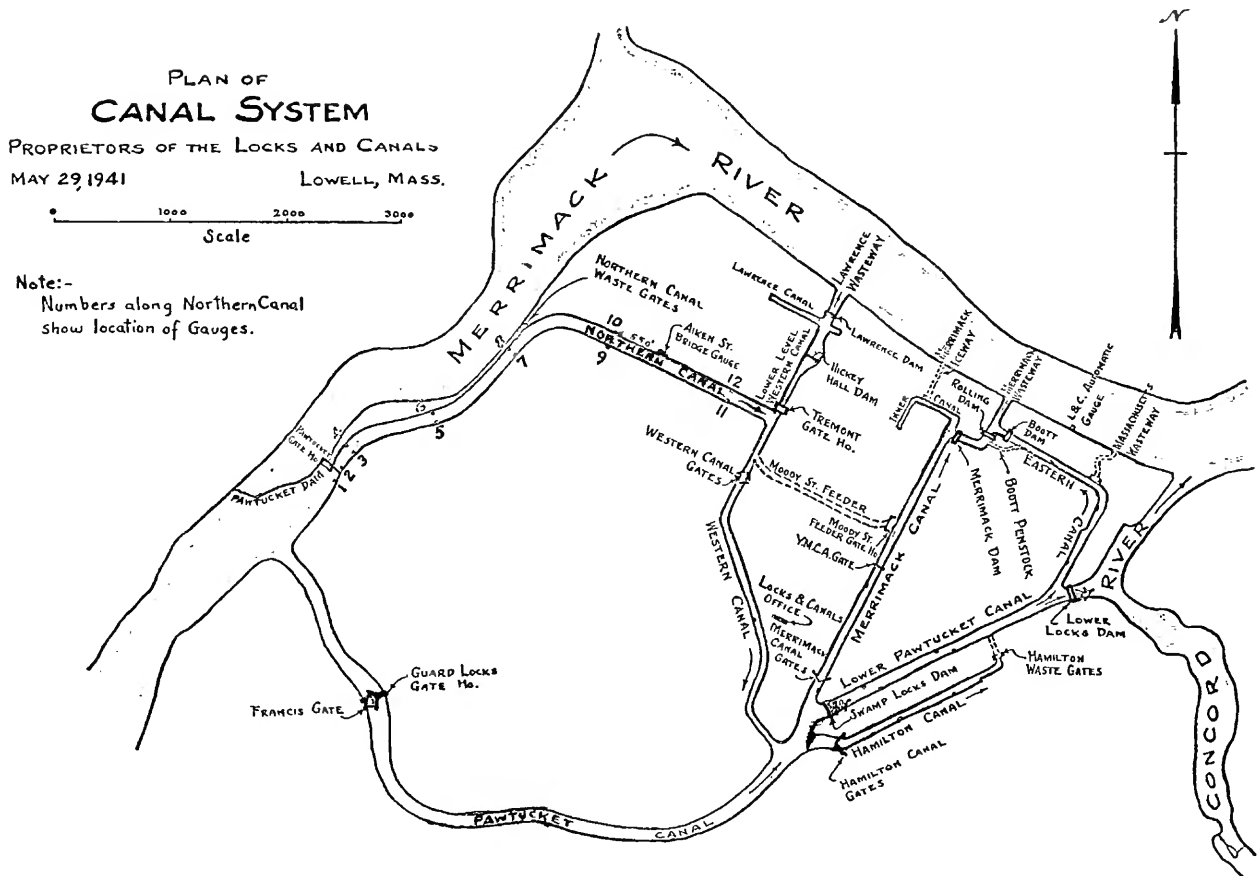 PLAN OF
CANAL SYSTEM
PROPRIETORS OF THE LOCKS AND CANALS
MAY 29, 1941 LOWELL, MASS.
0 1000 2000 3000
Scale
Note:-
Numbers along Northern Canal
show location of Gauges.
N
MERRIMACK RIVER
NORTHERN CANAL
WASTE GATES
LAWRENCE CANAL
LAWRENCE
WASTEWAY
10
AIKEN ST.
BRIDGE GAUGE
NORTHERN CANAL
9
12
11
8
7
6
5
3
2
1
PAWTUCKET
GATE HO.
PAWTUCKET DAM
LOWER LEVEL
WESTERN CANAL
LAWRENCE DAM
HICKEY
HALL DAM
TREMONT
GATE HO.
WESTERN CANAL
GATES
MOODY ST. FEEDER
MOODY ST.
FEEDER GATE HO.
Y.M.C.A. GATE
INNER
CANAL
MERRIMACK
ICEWAY
ROLLING
DAM
MERRIMACK
WASTEWAY
BOOTT
DAM
L.&C. AUTOMATIC
GAUGE
MASSACHUSETTS
WASTEWAY
EASTERN
CANAL
BOOTT PENSTOCK
MERRIMACK DAM
MERRIMACK CANAL
WESTERN CANAL
LOCKS & CANALS
OFFICE
MERRIMACK
CANAL
GATES
LOWER PAWTUCKET CANAL
RIVER
LOWER
LOCKS DAM
HAMILTON
WASTE GATES
SWAMP LOCKS DAM
HAMILTON CANAL
HAMILTON CANAL
GATES
GUARD LOCKS
GATE HO.
FRANCIS GATE
PAWTUCKET CANAL
CONCORD